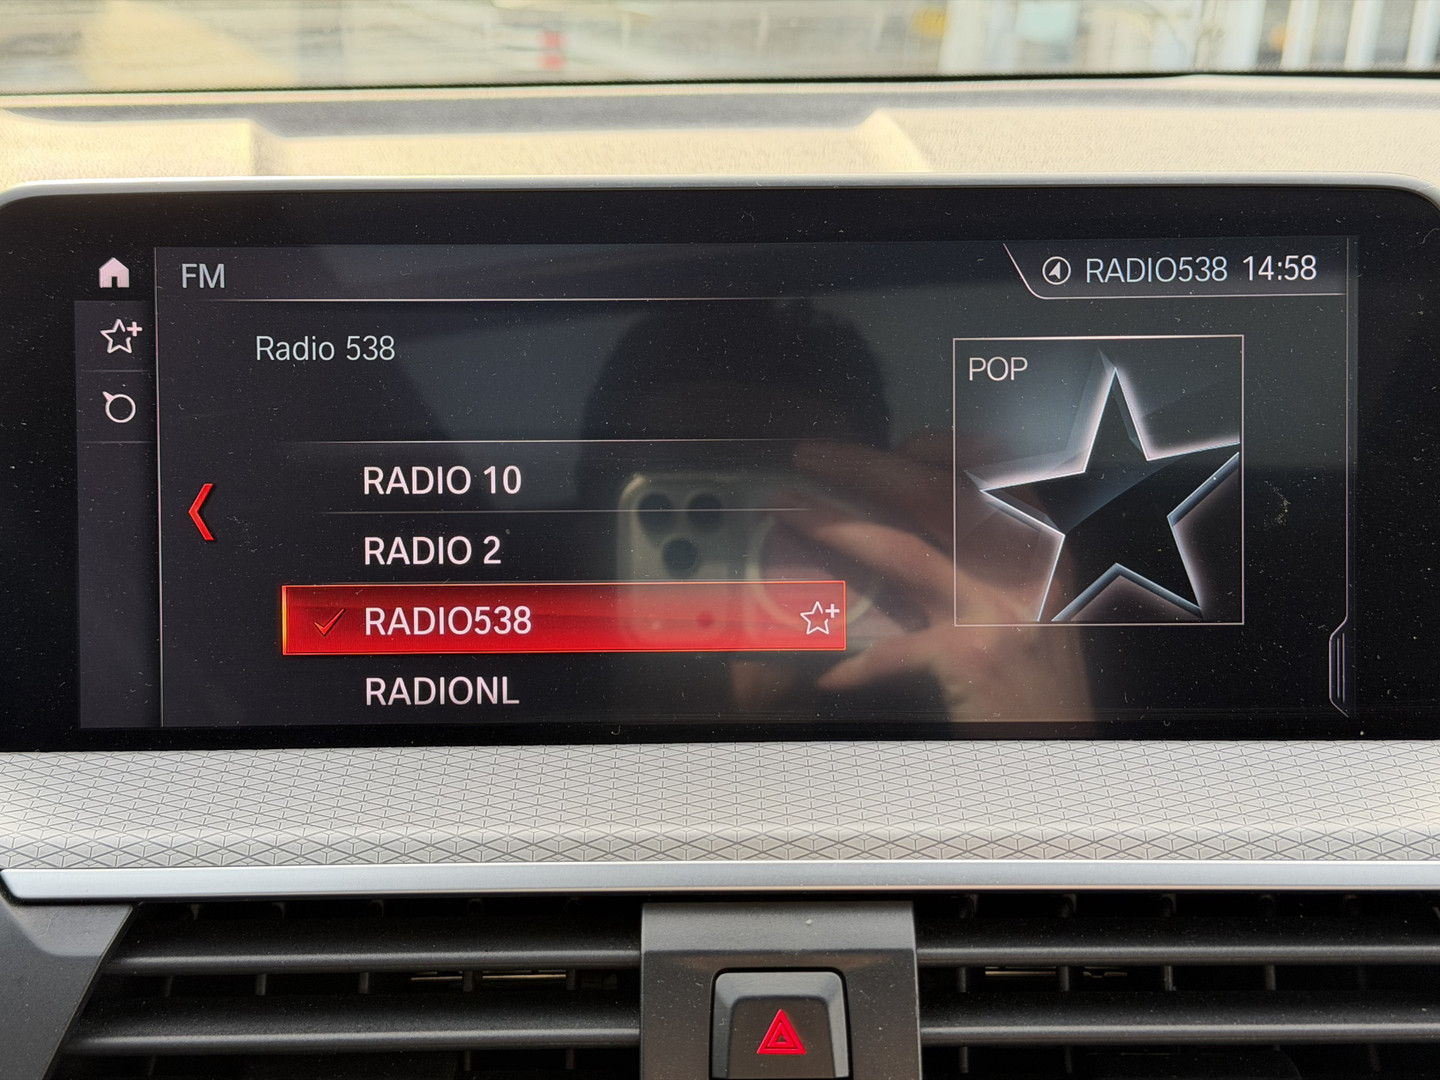 FM
RADIO538 14:58
Radio 538
POP
RADIO 10
RADIO 2
RADIO538
RADIONL